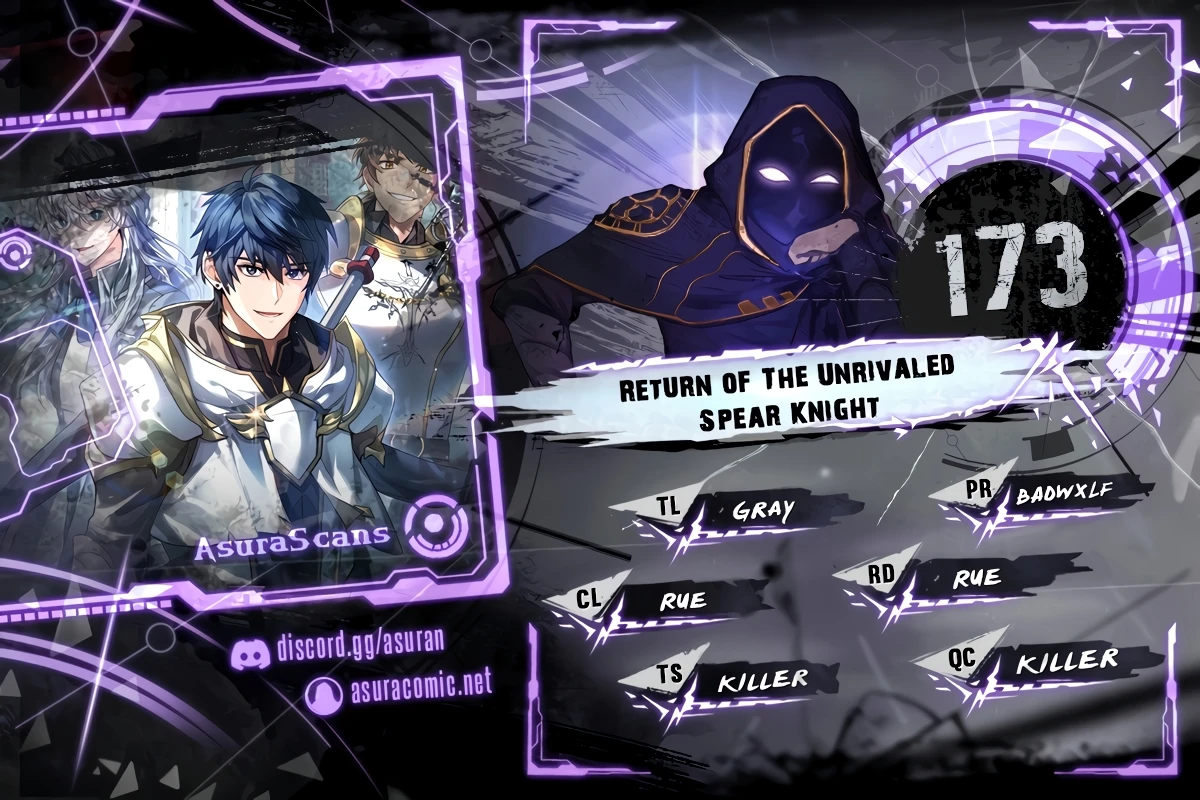 173
RETURN OF THE UNRIVALED
SPEAR KNIGHT
TL GRAY
PR BADWXLF
CL RUE
RD RUE
TS KILLER
QC KILLER
AsuraScans
discord.gg/asuran
asuracomic.net